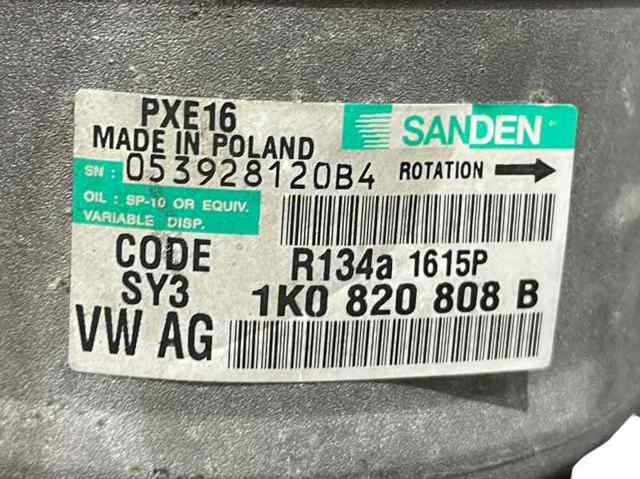 PXE16
MADE IN POLAND
SANDEN
SN : 053928120B4
ROTATION
OIL : SP-10 OR EQUIV.
VARIABLE DISP.
CODE
SY3
R134a 1615P
1K0 820 808 B
VW AG